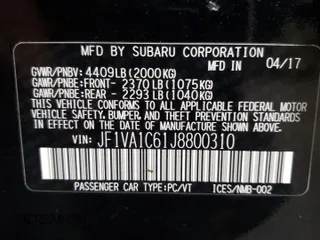 MFD BY SUBARU CORPORATION
04/17
GVWR/PNBV: 4409LB(2000KG)
GAWR/PNBE:FRONT- 2370LB(1075KG)
GAWR/PNBE:REAR - 2293LB(1040KG)
THIS VEHICLE CONFORMS TO ALL APPLICABLE
FEDERAL MOTOR VEHICLE SAFETY, BUMPER, AND
THEFT PREVENTION STANDARDS IN EFFECT ON
THE DATE OF MANUFACTURE SHOWN ABOVE.
VIN: JF1VA1C61J8800310
PASSENGER CAR TYPE:PC/VT ICES/NMB-002